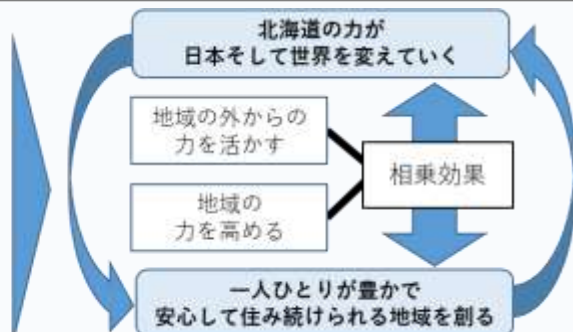 北海道の力が
日本そして世界を変えていく
地域の外からの
力を活かす
相乗効果
地域の
力を高める
一人ひとりが豊かで
安心して住み続けられる地域を創る